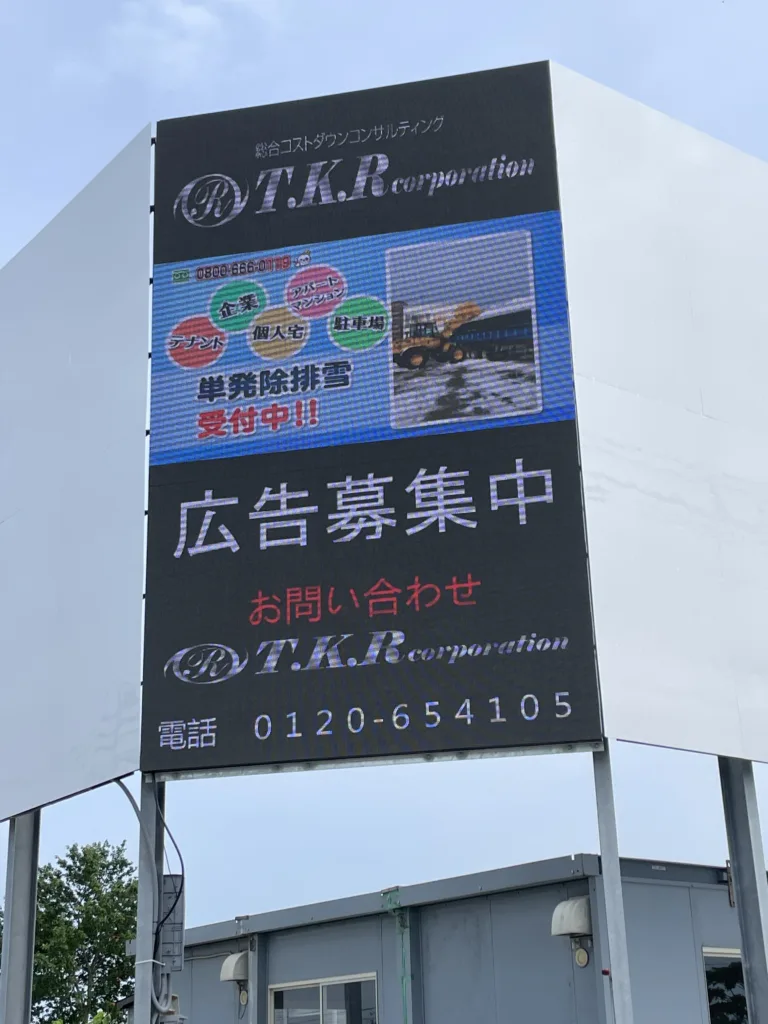 総合コストダウンコンサルティング
R T.K.R corporation
0800-666-0119
企業
アパート
マンション
テナント
個人宅
駐車場
単発除排雪
受付中!!
広告募集中
お問い合わせ
R T.K.R corporation
電話 0120-654105